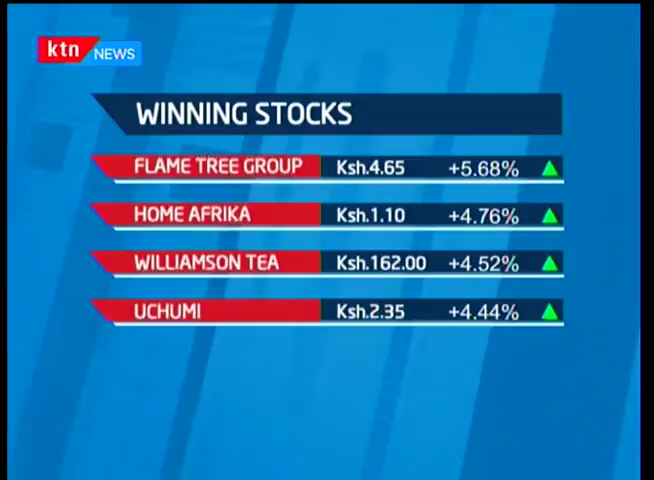 ktn NEWS
WINNING STOCKS
FLAME TREE GROUP Ksh.4.65 +5.68%
HOME AFRIKA Ksh.1.10 +4.76%
WILLIAMSON TEA Ksh.162.00 +4.52%
UCHUMI Ksh.2.35 +4.44%